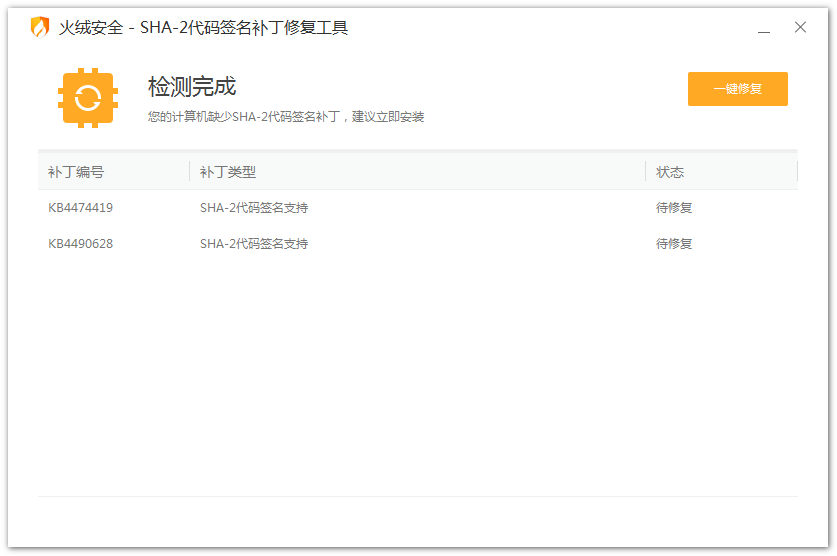 火绒安全 - SHA-2代码签名补丁修复工具
检测完成
您的计算机缺少SHA-2代码签名补丁，建议立即安装
一键修复
补丁编号 补丁类型 状态
KB4474419 SHA-2代码签名支持 待修复
KB4490628 SHA-2代码签名支持 待修复